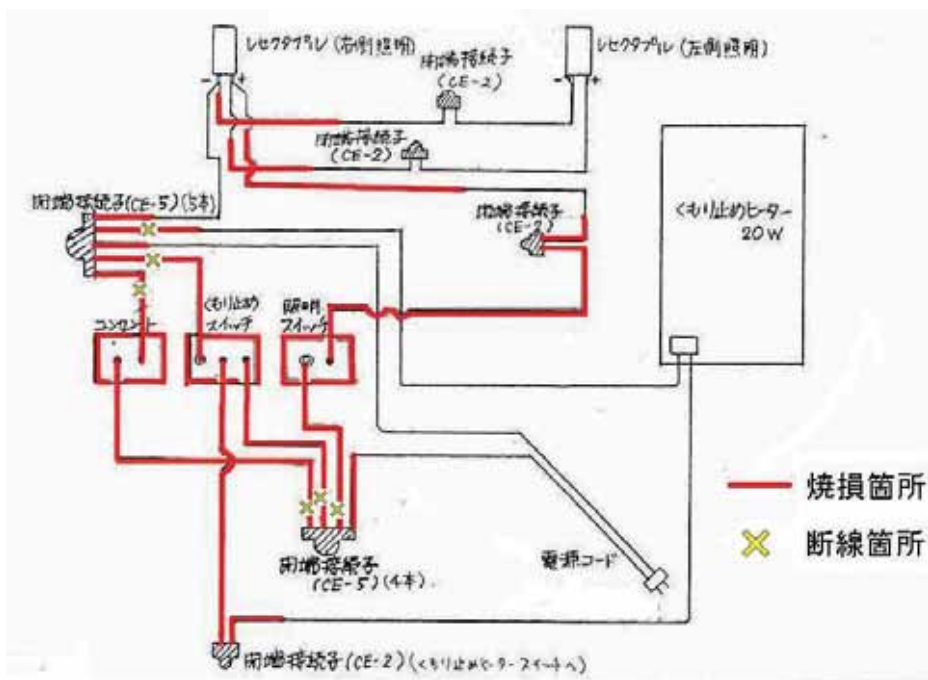 レセクタプル(右側照明)
レセクタプル(左側照明)
閉端接続子
(CE-2)
閉端接続子
(CE-2)
閉端接続子(CE-5)(5本)
閉端接続子
(CE-2)
くもり止めヒーター
20W
コンセント
くもり止め
スイッチ
照明
スイッチ
焼損箇所
断線箇所
電源コード
閉端接続子
(CE-5)(4本).
閉端接続子(CE-2)(くもり止めヒータースイッチへ)
- +
- +